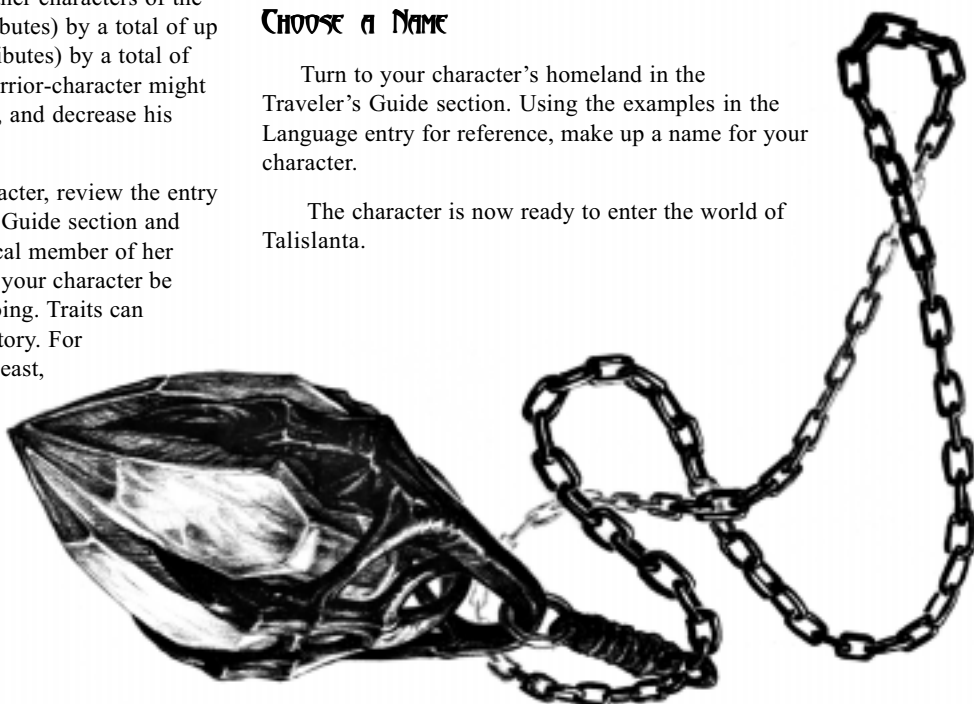 ner characters of the
butes) by a total of up
ibutes) by a total of
rrior-character might
, and decrease his
acter, review the entry
Guide section and
cal member of her
your character be
ping. Traits can
tory. For
east,
Choose a Name
Turn to your character’s homeland in the
Traveler’s Guide section. Using the examples in the
Language entry for reference, make up a name for your
character.
The character is now ready to enter the world of
Talislanta.